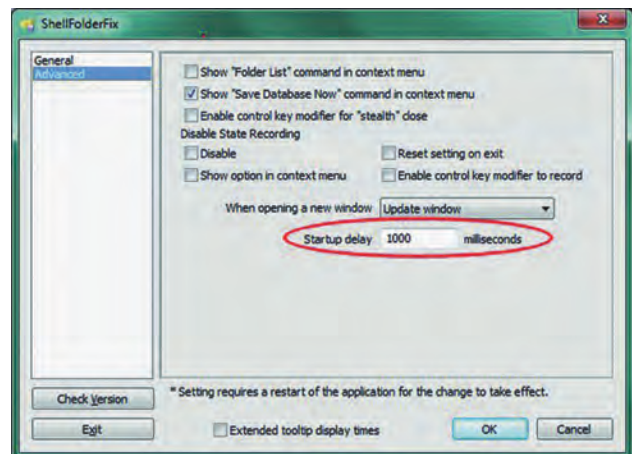 ShellFolderFix
General
Advanced
Show "Folder List" command in context menu
Show "Save Database Now" command in context menu
Enable control key modifier for "stealth" close
Disable State Recording
Disable
Reset setting on exit
Show option in context menu
Enable control key modifier to record
When opening a new window Update window
Startup delay 1000 milliseconds
Check Version
* Setting requires a restart of the application for the change to take effect.
Exit
Extended tooltip display times
OK
Cancel